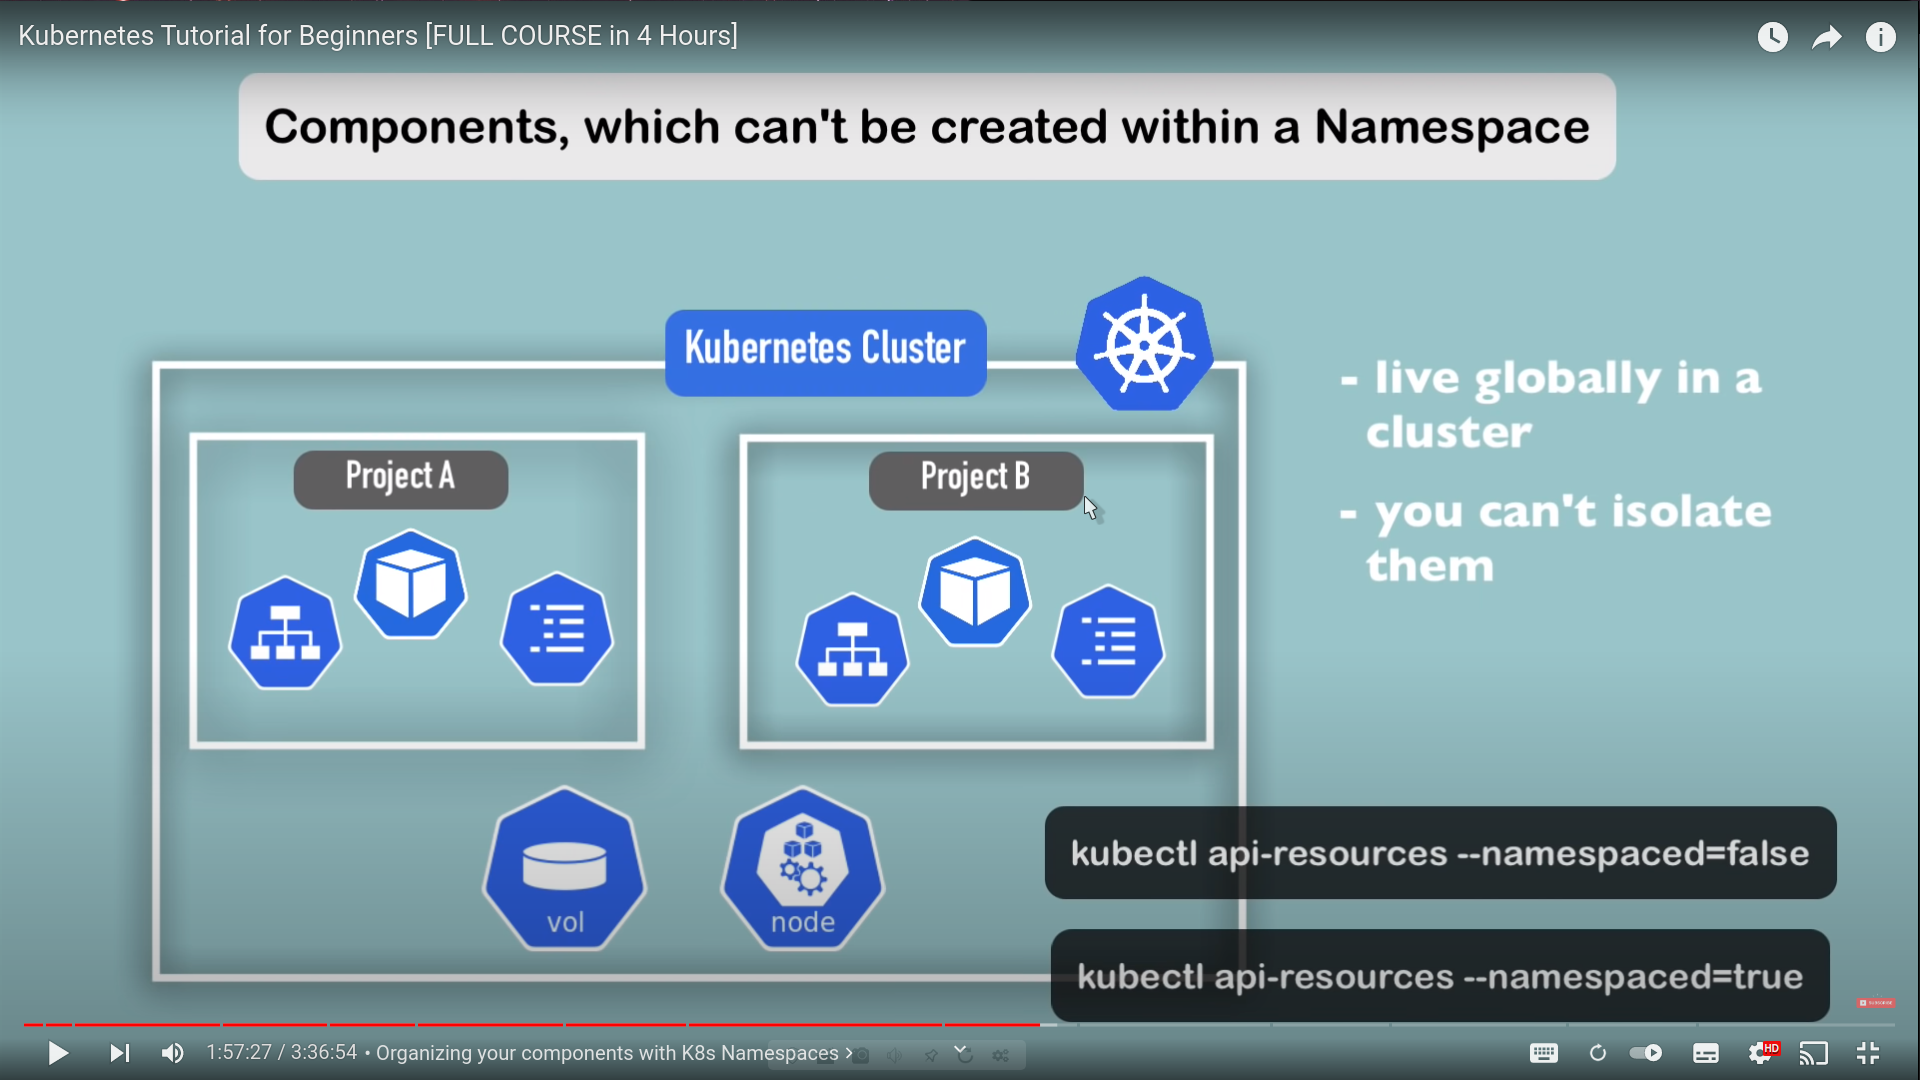 Kubernetes Tutorial for Beginners [FULL COURSE in 4 Hours]
Components, which can't be created within a Namespace
Kubernetes Cluster
- live globally in a
cluster
Project A
Project B
- you can't isolate
them
vol
node
kubectl api-resources --namespaced=false
kubectl api-resources --namespaced=true
SUBSCRIBE
1:57:27 / 3:36:54 • Organizing your components with K8s Namespaces
HD